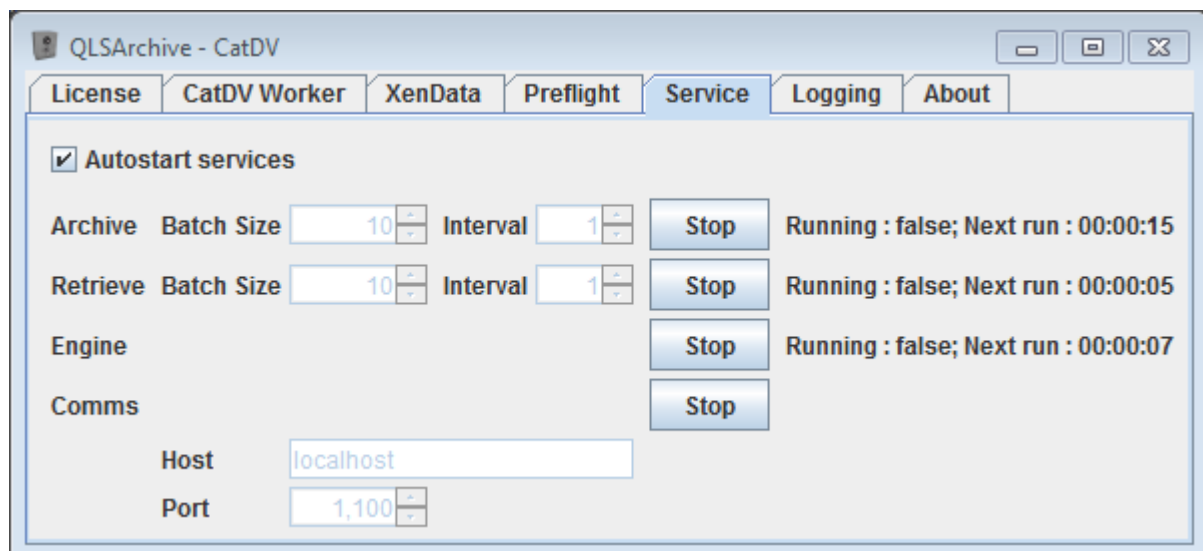 QLSArchive - CatDV
License CatDV Worker XenData Preflight Service Logging About
Autostart services
Archive Batch Size 10 Interval 1 Stop Running : false; Next run : 00:00:15
Retrieve Batch Size 10 Interval 1 Stop Running : false; Next run : 00:00:05
Engine Stop Running : false; Next run : 00:00:07
Comms Stop
Host localhost
Port 1,100